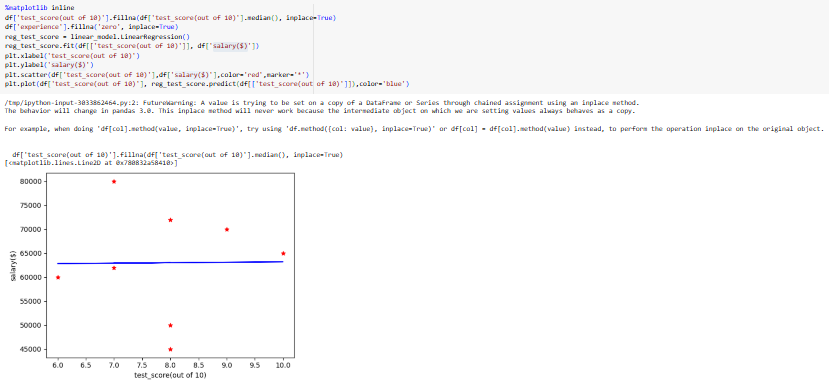 %matplotlib inline
df['test_score(out of 10)'].fillna(df['test_score(out of 10)'].median(), inplace=True)
df['experience'].fillna('zero', inplace=True)
reg_test_score = linear_model.LinearRegression()
reg_test_score.fit(df[['test_score(out of 10)']], df['salary($)'])
plt.xlabel('test_score(out of 10)')
plt.ylabel('salary($)')
plt.scatter(df['test_score(out of 10)'],df['salary($)'],color='red',marker='*')
plt.plot(df['test_score(out of 10)'], reg_test_score.predict(df[['test_score(out of 10)']]),color='blue')
/tmp/ipython-input-3033862464.py:2: FutureWarning: A value is trying to be set on a copy of a DataFrame or Series through chained assignment using an inplace method.
The behavior will change in pandas 3.0. This inplace method will never work because the intermediate object on which we are setting values always behaves as a copy.
For example, when doing 'df[col].method(value, inplace=True)', try using 'df.method({col: value}, inplace=True)' or df[col] = df[col].method(value) instead, to perform the operation inplace on the original object.
df['test_score(out of 10)'].fillna(df['test_score(out of 10)'].median(), inplace=True)
[<matplotlib.lines.Line2D at 0x780832a58410>]
80000
75000
70000
65000
60000
55000
50000
45000
salary($)
6.0 6.5 7.0 7.5 8.0 8.5 9.0 9.5 10.0
test_score(out of 10)